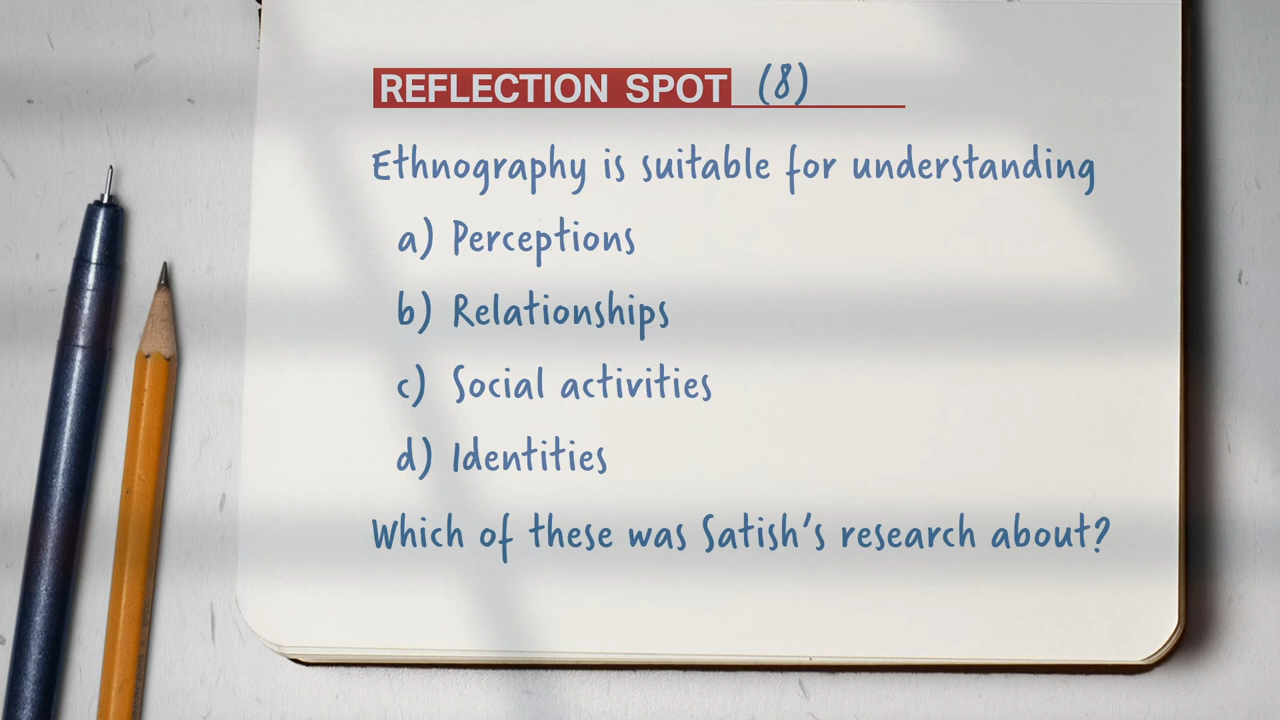 REFLECTION SPOT (8)
Ethnography is suitable for understanding
a) Perceptions
b) Relationships
c) Social activities
d) Identities
Which of these was Satish's research about?